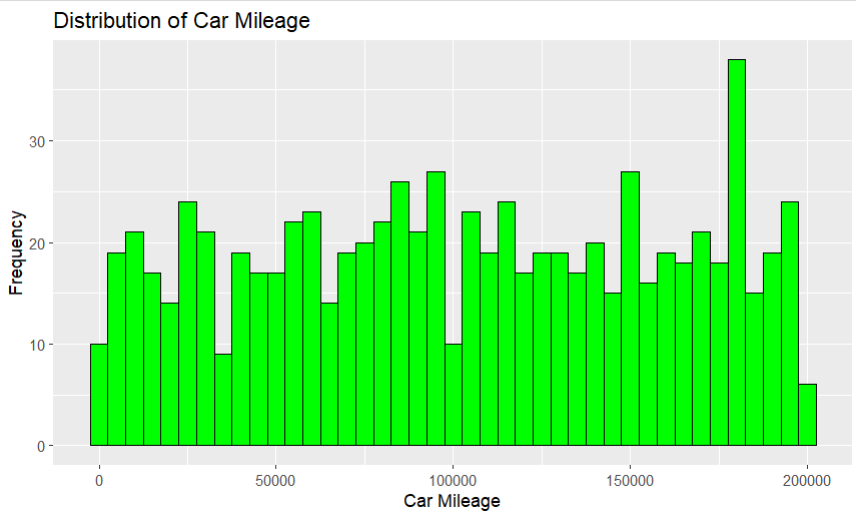 Distribution of Car Mileage
Frequency
30
20
10
0
0 50000 100000 150000 200000
Car Mileage